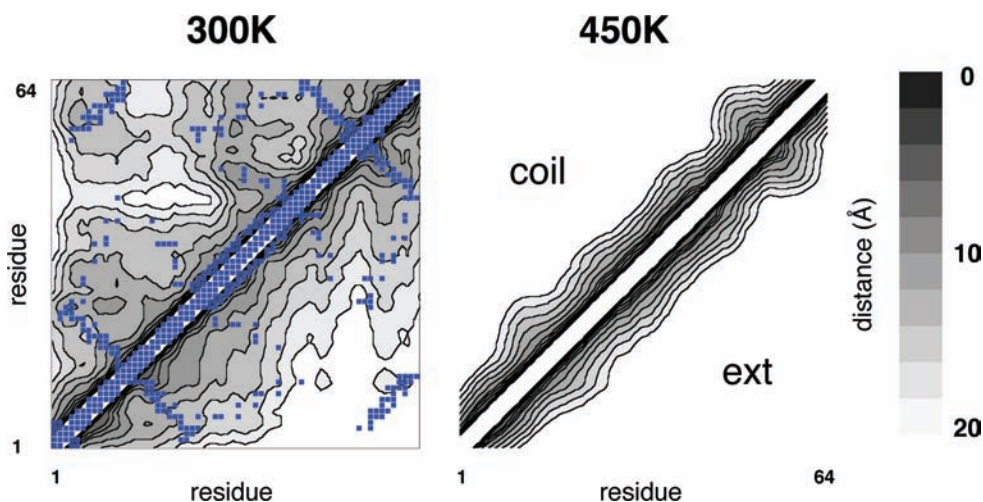 300K
450K
64
0
coil
10
residue
distance (Å)
ext
20
1
1
1
64
residue
residue